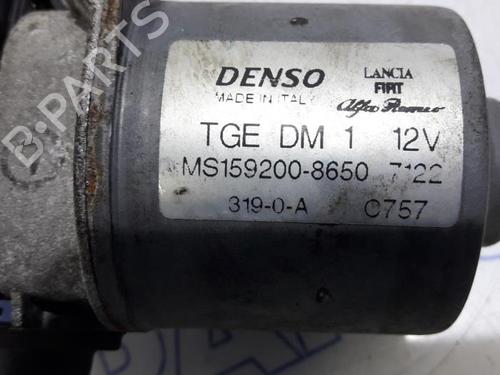 DENSO
MADE IN ITALY
LANCIA
FIAT
Alfa Romeo
TGE DM 1 12V
MS159200-8650 7122
319-0-A C757
B-PARTS